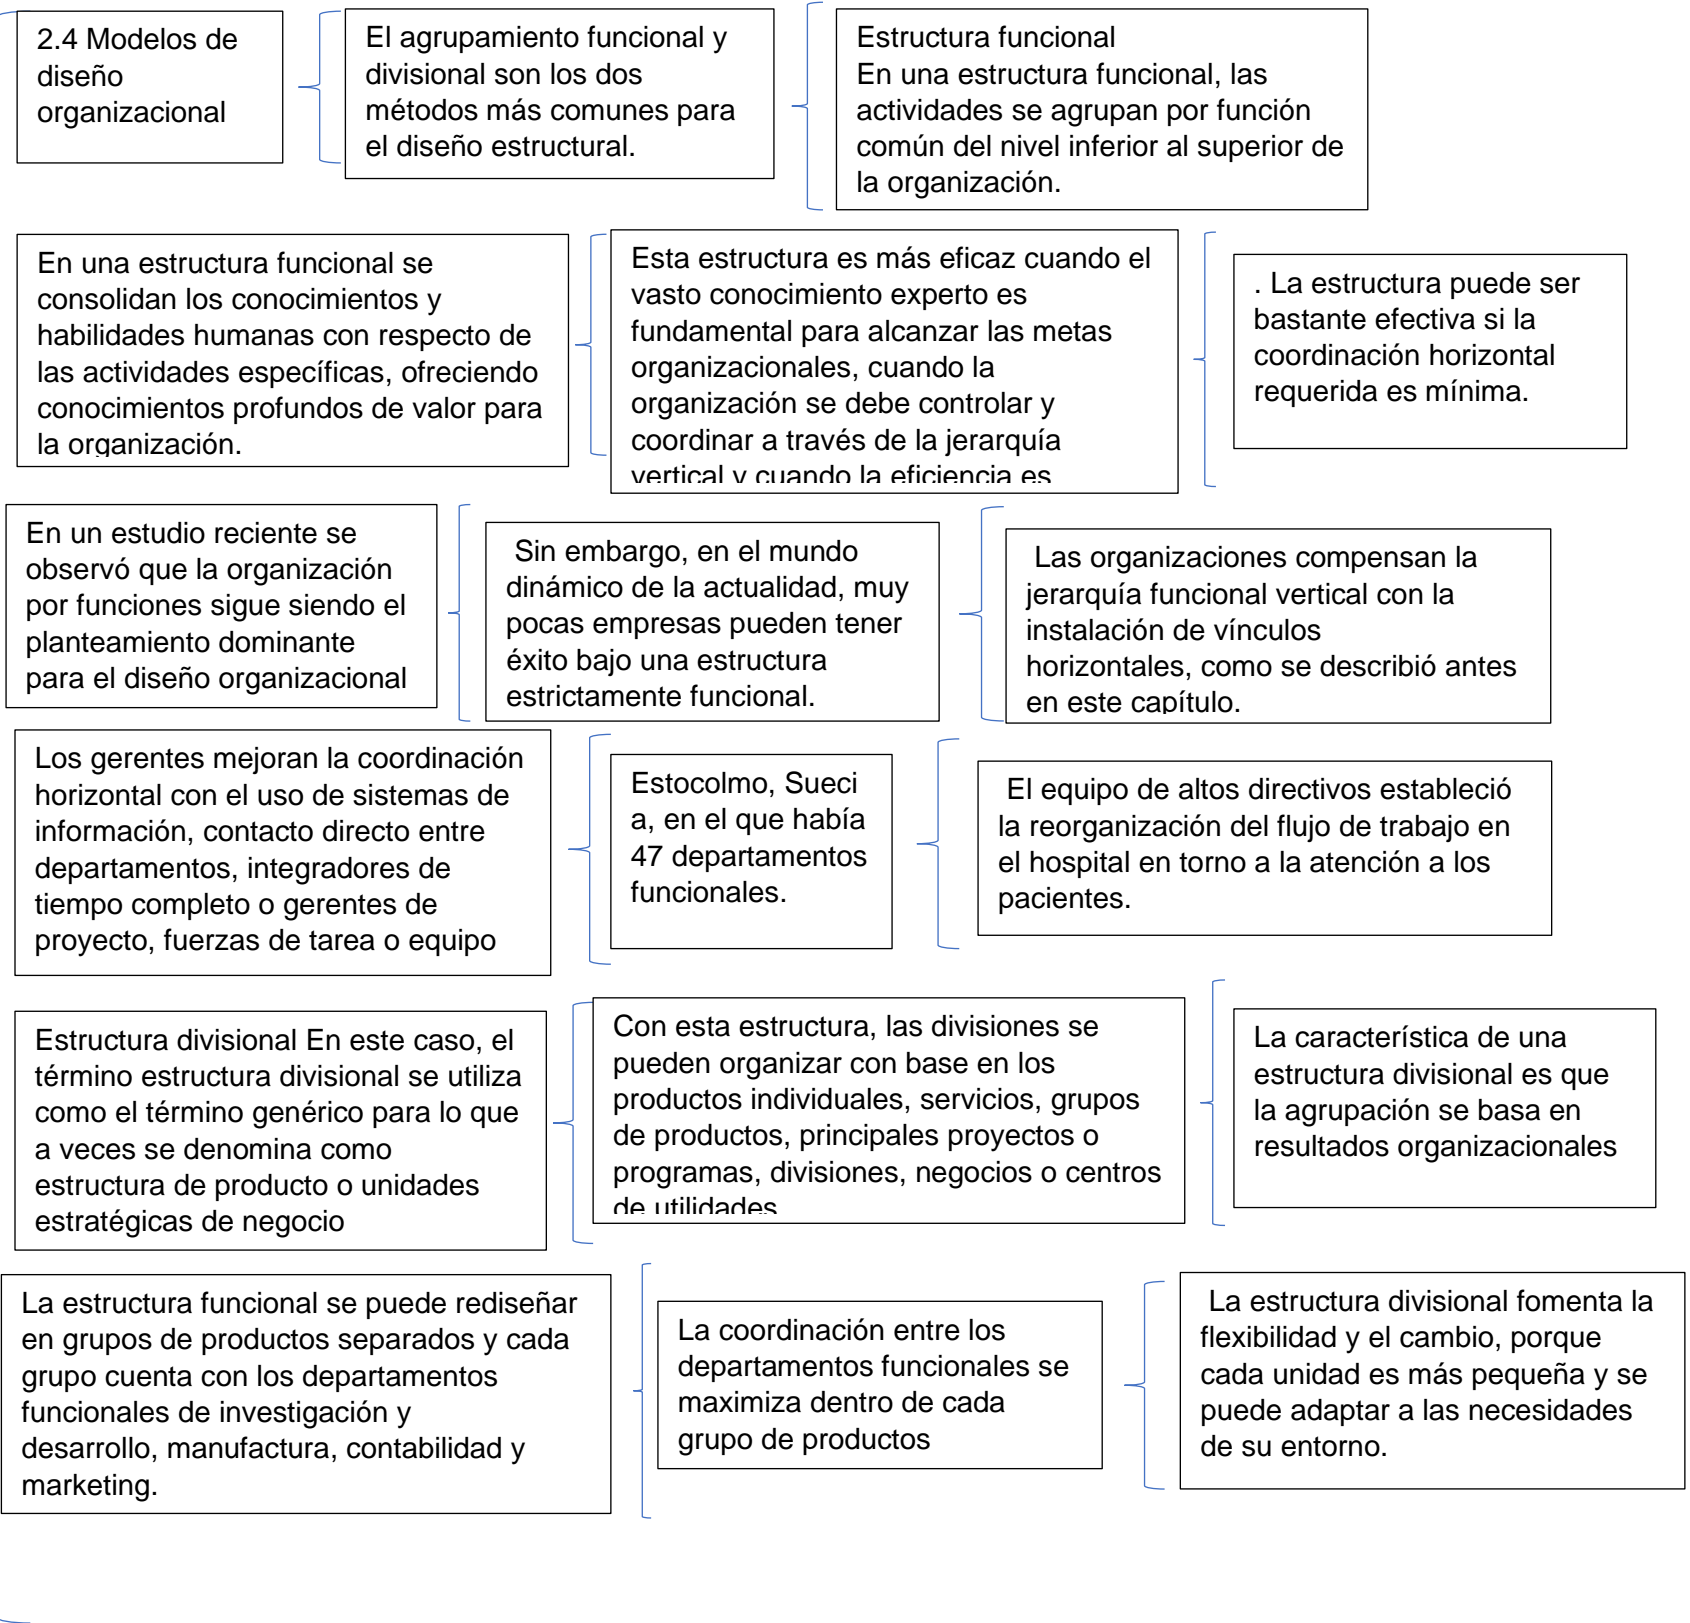 2.4 Modelos de
diseño
organizacional
El agrupamiento funcional y
divisional son los dos
métodos más comunes para
el diseño estructural.
Estructura funcional
En una estructura funcional, las
actividades se agrupan por función
común del nivel inferior al superior de
la organización.
En una estructura funcional se
consolidan los conocimientos y
habilidades humanas con respecto de
las actividades específicas, ofreciendo
conocimientos profundos de valor para
la organización.
Esta estructura es más eficaz cuando el
vasto conocimiento experto es
fundamental para alcanzar las metas
organizacionales, cuando la
organización se debe controlar y
coordinar a través de la jerarquía
vertical y cuando la eficiencia es
. La estructura puede ser
bastante efectiva si la
coordinación horizontal
requerida es mínima.
En un estudio reciente se
observó que la organización
por funciones sigue siendo el
planteamiento dominante
para el diseño organizacional
Sin embargo, en el mundo
dinámico de la actualidad, muy
pocas empresas pueden tener
éxito bajo una estructura
estrictamente funcional.
Las organizaciones compensan la
jerarquía funcional vertical con la
instalación de vínculos
horizontales, como se describió antes
en este capítulo.
Los gerentes mejoran la coordinación
horizontal con el uso de sistemas de
información, contacto directo entre
departamentos, integradores de
tiempo completo o gerentes de
proyecto, fuerzas de tarea o equipo
Estocolmo, Sueci
a, en el que había
47 departamentos
funcionales.
El equipo de altos directivos estableció
la reorganización del flujo de trabajo en
el hospital en torno a la atención a los
pacientes.
Estructura divisional En este caso, el
término estructura divisional se utiliza
como el término genérico para lo que
a veces se denomina como
estructura de producto o unidades
estratégicas de negocio
Con esta estructura, las divisiones se
pueden organizar con base en los
productos individuales, servicios, grupos
de productos, principales proyectos o
programas, divisiones, negocios o centros
de utilidades
La característica de una
estructura divisional es que
la agrupación se basa en
resultados organizacionales
La estructura funcional se puede rediseñar
en grupos de productos separados y cada
grupo cuenta con los departamentos
funcionales de investigación y
desarrollo, manufactura, contabilidad y
marketing.
La coordinación entre los
departamentos funcionales se
maximiza dentro de cada
grupo de productos
La estructura divisional fomenta la
flexibilidad y el cambio, porque
cada unidad es más pequeña y se
puede adaptar a las necesidades
de su entorno.